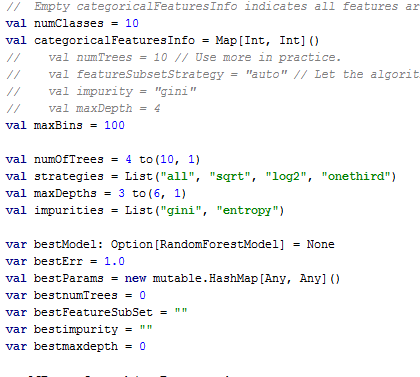 // Empty categoricalFeaturesInfo indicates all features ar
val numClasses = 10
val categoricalFeaturesInfo = Map[Int, Int]()
// val numTrees = 10 // Use more in practice.
// val featureSubsetStrategy = "auto" // Let the algorit
// val impurity = "gini"
// val maxDepth = 4
val maxBins = 100
val numOfTrees = 4 to(10, 1)
val strategies = List("all", "sqrt", "log2", "onethird")
val maxDepths = 3 to(6, 1)
val impurities = List("gini", "entropy")
var bestModel: Option[RandomForestModel] = None
var bestErr = 1.0
val bestParams = new mutable.HashMap[Any, Any]()
var bestnumTrees = 0
var bestFeatureSubSet = ""
var bestimpurity = ""
var bestmaxdepth = 0